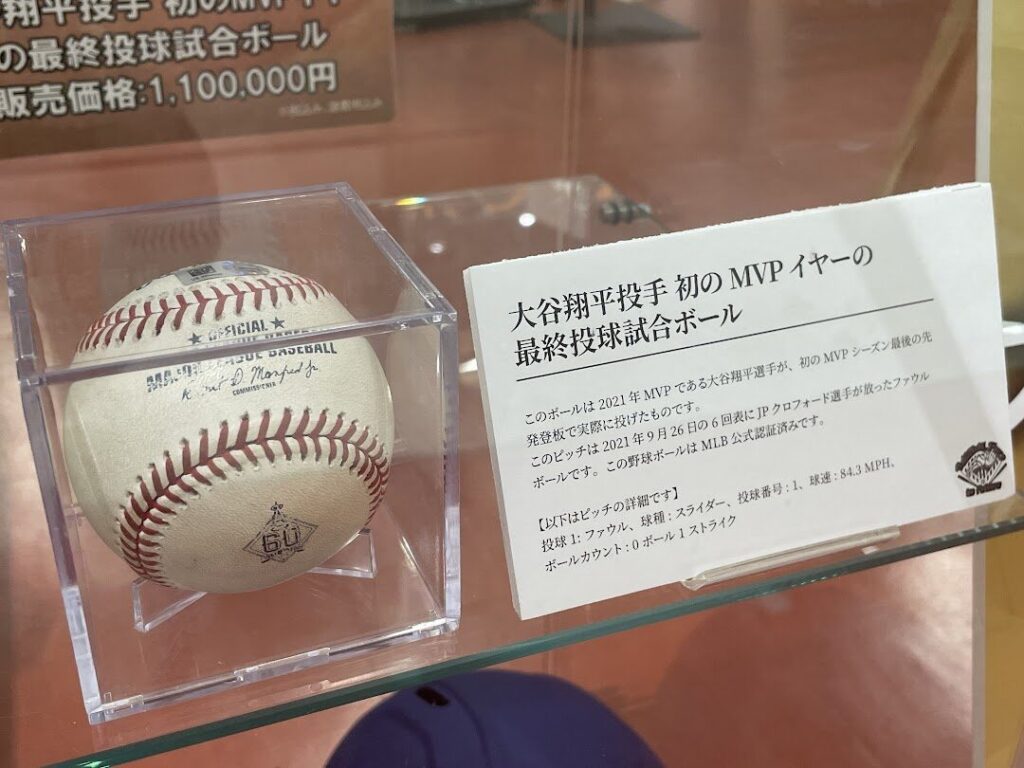 翔平投手 初のMVPイヤー
の最終投球試合ボール
販売価格:1,100,000円
OFFICIAL
MAJOR LEAGUE BASEBALL
Robert D. Manfred Jr.
COMMISSIONER
60
大谷翔平投手 初の MVP イヤーの
最終投球試合ボール
このボールは 2021 年 MVP である大谷翔平選手が、初の MVP シーズン最後の先
発登板で実際に投げたものです。
このピッチは 2021 年 9 月 26 日の 6 回表に JP クロフォード選手が放ったファウル
ボールです。この野球ボールは MLB 公式認証済みです。
【以下はピッチの詳細です】
投球 1: ファウル、球種 : スライダー、投球番号 : 1、球速 : 84.3 MPH、
ボールカウント : 0 ボール 1 ストライク